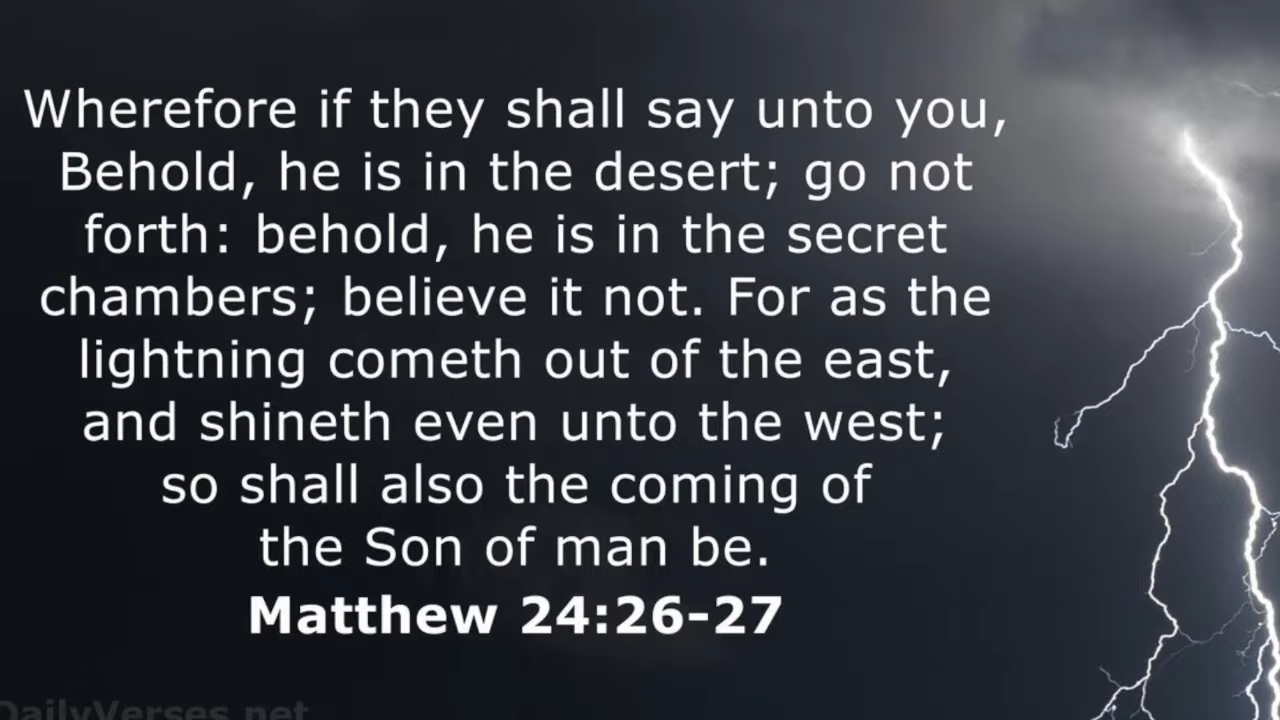 Wherefore if they shall say unto you,
Behold, he is in the desert; go not
forth: behold, he is in the secret
chambers; believe it not. For as the
lightning cometh out of the east,
and shineth even unto the west;
so shall also the coming of
the Son of man be.
Matthew 24:26-27
DailyVerses.net